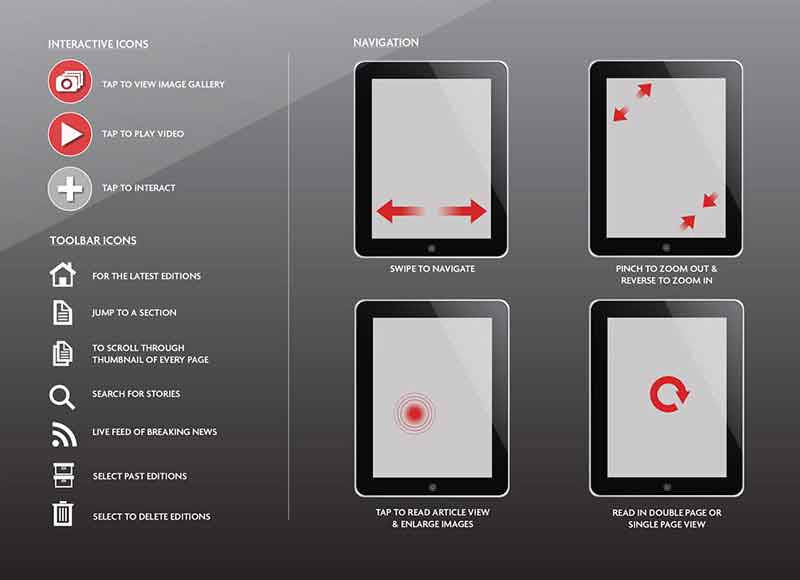 INTERACTIVE ICONS
TAP TO VIEW IMAGE GALLERY
TAP TO PLAY VIDEO
TAP TO INTERACT
TOOLBAR ICONS
FOR THE LATEST EDITIONS
JUMP TO A SECTION
TO SCROLL THROUGH
THUMBNAIL OF EVERY PAGE
SEARCH FOR STORIES
LIVE FEED OF BREAKING NEWS
SELECT PAST EDITIONS
SELECT TO DELETE EDITIONS
NAVIGATION
SWIPE TO NAVIGATE
PINCH TO ZOOM OUT &
REVERSE TO ZOOM IN
TAP TO READ ARTICLE VIEW
& ENLARGE IMAGES
READ IN DOUBLE PAGE OR
SINGLE PAGE VIEW